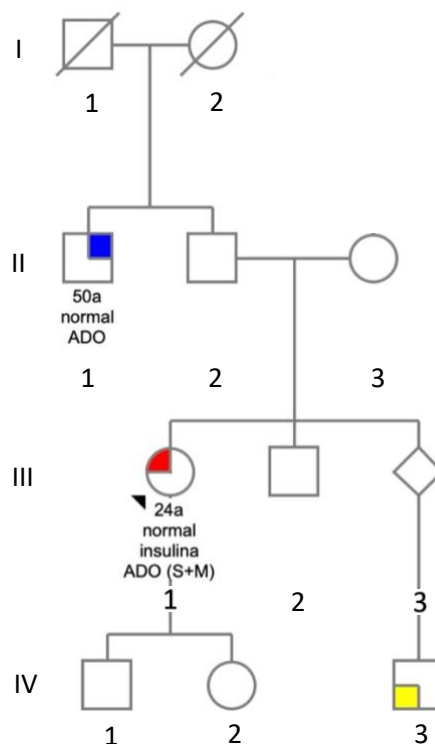 I
1 2
II
50a
normal
ADO
1 2 3
III
24a
normal
insulina
ADO (S+M)
1 2 3
IV
1 2 3